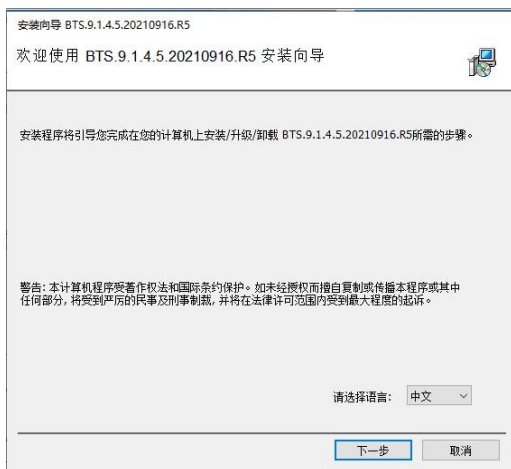 安装向导 BTS.9.1.4.5.20210916.R5
欢迎使用 BTS.9.1.4.5.20210916.R5 安装向导
安装程序将引导您完成在您的计算机上安装/升级/卸载 BTS.9.1.4.5.20210916.R5所需的步骤。
警告: 本计算机程序受著作权法和国际条约保护。如未经授权而擅自复制或传播本程序或其中
任何部分, 将受到严厉的民事及刑事制裁, 并将在法律许可范围内受到最大程度的起诉。
请选择语言: 中文
下一步 取消